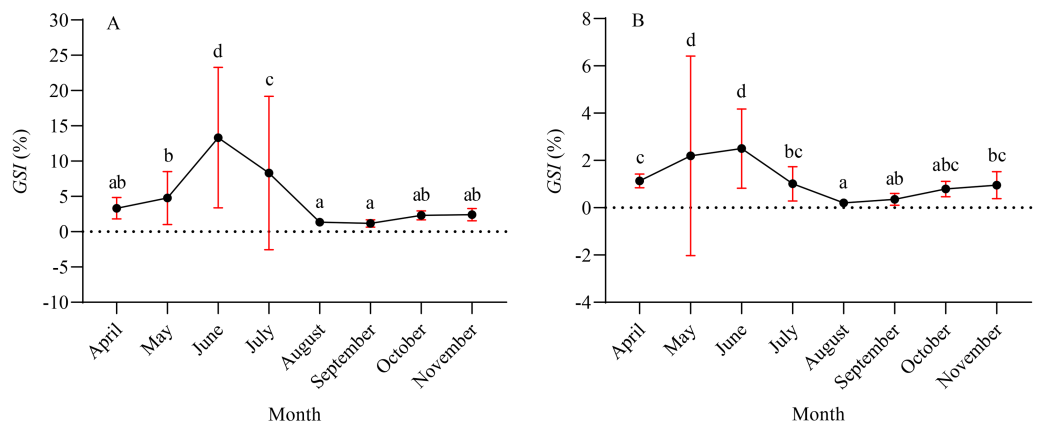 A
GSI (%)
30
25
20
15
10
5
0
-5
-10
ab
b
d
c
a
a
ab
ab
April
May
June
July
August
September
October
November
Month
B
GSI (%)
8
6
4
2
0
-2
-4
c
d
d
bc
a
ab
abc
bc
April
May
June
July
August
September
October
November
Month